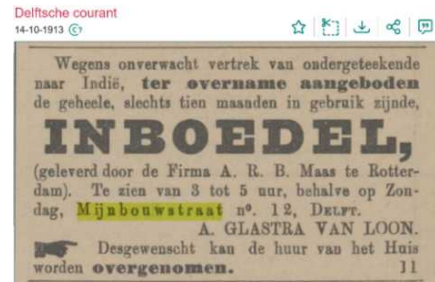 Delftsche courant
14-10-1913
Wegens onverwacht vertrek van ondergeteekende
naar Indië, ter overname aangeboden
de geheele, slechts tien maanden in gebruik zijnde,
INBOEDEL,
(geleverd door de Firma A. R. B. Maas te Rotter-
dam). Te zien van 3 tot 5 uur, behalve op Zon-
dag, Mijnbouwstraat nº. 12, DELFT.
A. GLASTRA VAN LOON.
Desgewenscht kan de huur van het Huis
worden overgenomen. 11